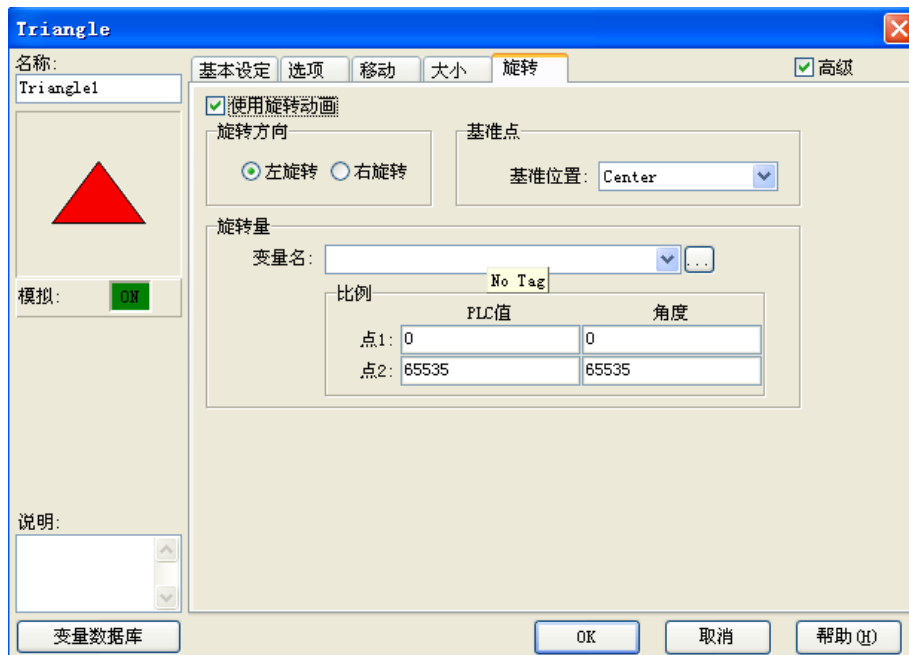 Triangle
名称:
Triangle1
基本设定 选项 移动 大小 旋转 高级
使用旋转动画
旋转方向 基准点
左旋转 右旋转 基准位置: Center
旋转量
变量名: ...
No Tag
模拟: ON
比例
PLC值 角度
点1: 0 0
点2: 65535 65535
说明:
变量数据库 OK 取消 帮助(H)